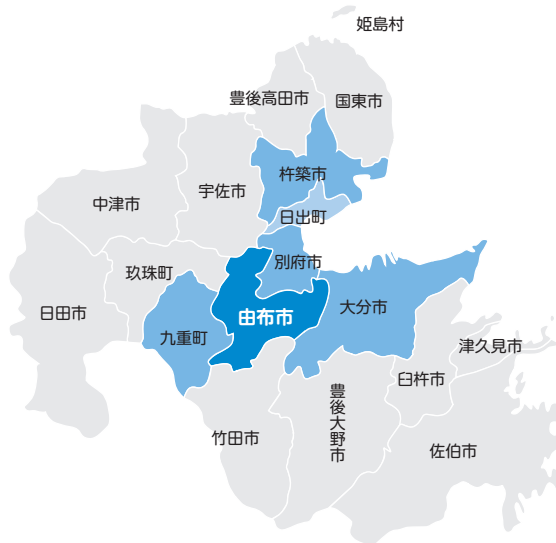 姫島村
豊後高田市
国東市
杵築市
中津市
宇佐市
日出町
別府市
玖珠町
日田市
由布市
大分市
九重町
津久見市
臼杵市
豊後大野市
竹田市
佐伯市